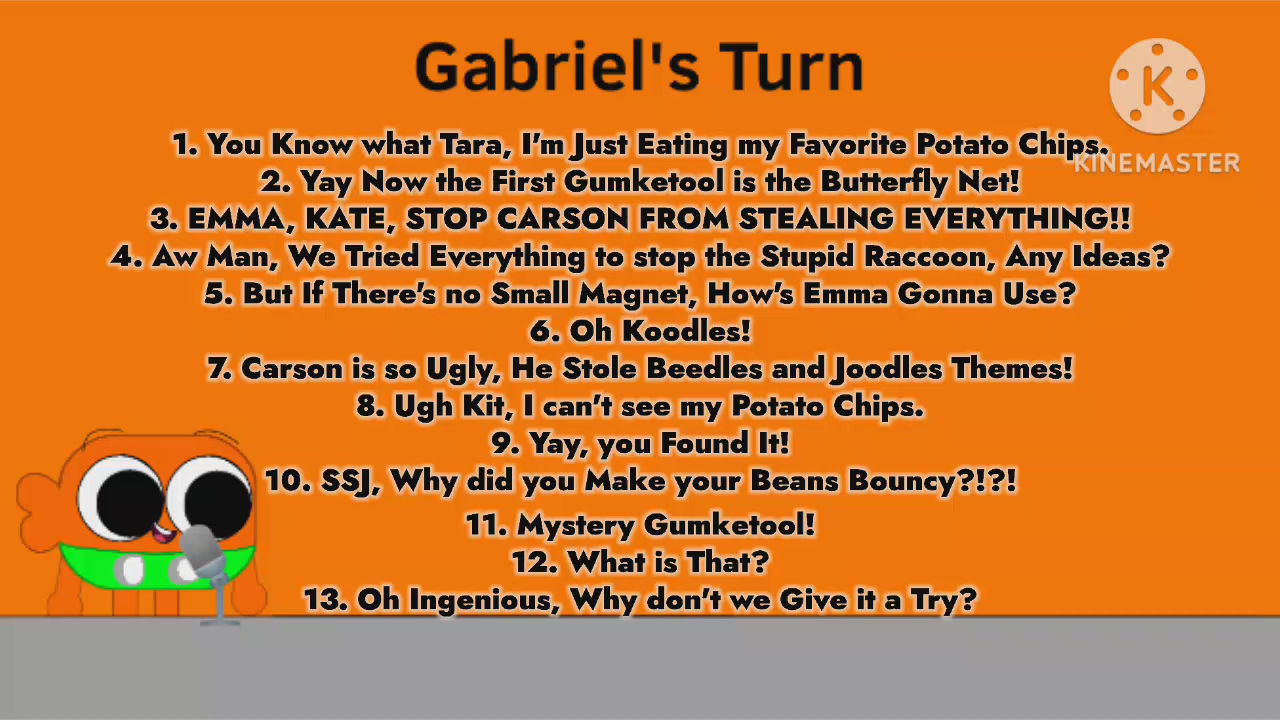 Gabriel's Turn
K
KINEMASTER
1. You Know what Tara, I'm Just Eating my Favorite Potato Chips.
2. Yay Now the First Gumketool is the Butterfly Net!
3. EMMA, KATE, STOP CARSON FROM STEALING EVERYTHING!!
4. Aw Man, We Tried Everything to stop the Stupid Raccoon, Any Ideas?
5. But If There's no Small Magnet, How's Emma Gonna Use?
6. Oh Koodles!
7. Carson is so Ugly, He Stole Beedles and Joodles Themes!
8. Ugh Kit, I can't see my Potato Chips.
9. Yay, you Found It!
10. SSJ, Why did you Make your Beans Bouncy?!?!
11. Mystery Gumketool!
12. What is That?
13. Oh Ingenious, Why don't we Give it a Try?